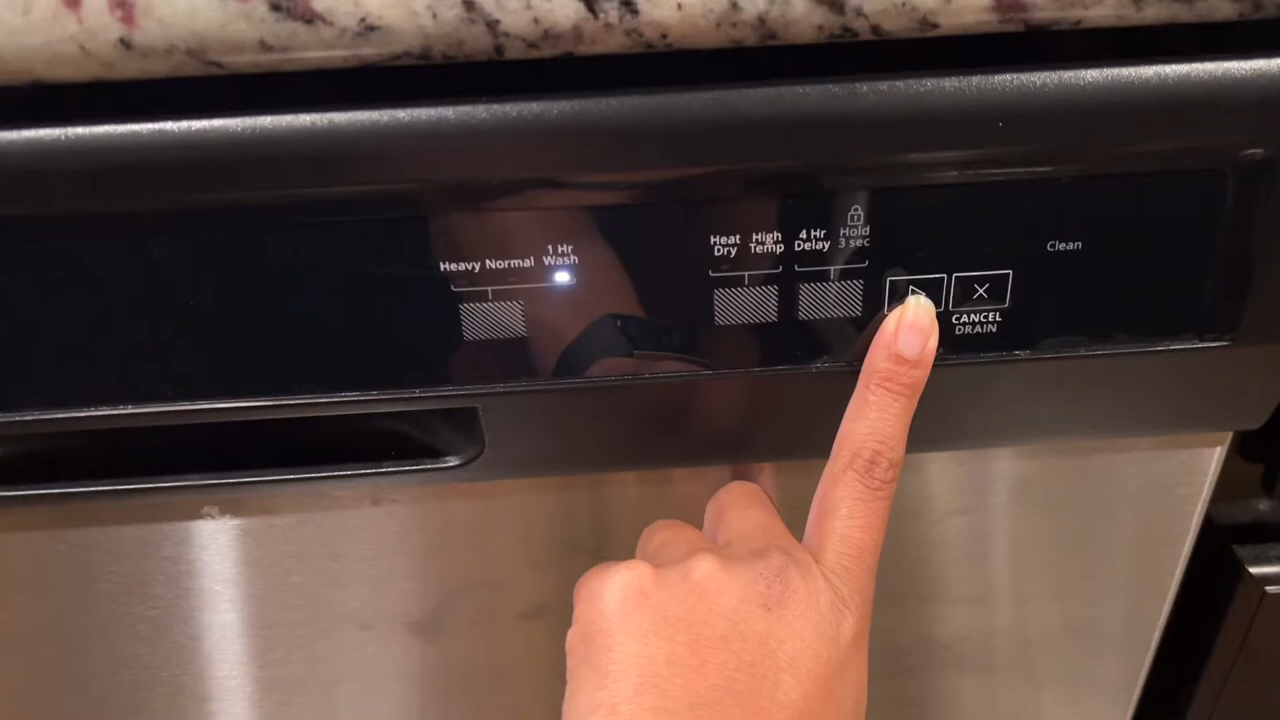 Heavy Normal
1 Hr
Wash
Heat
Dry
High
Temp
4 Hr
Delay
Hold
3 sec
CANCEL
DRAIN
Clean